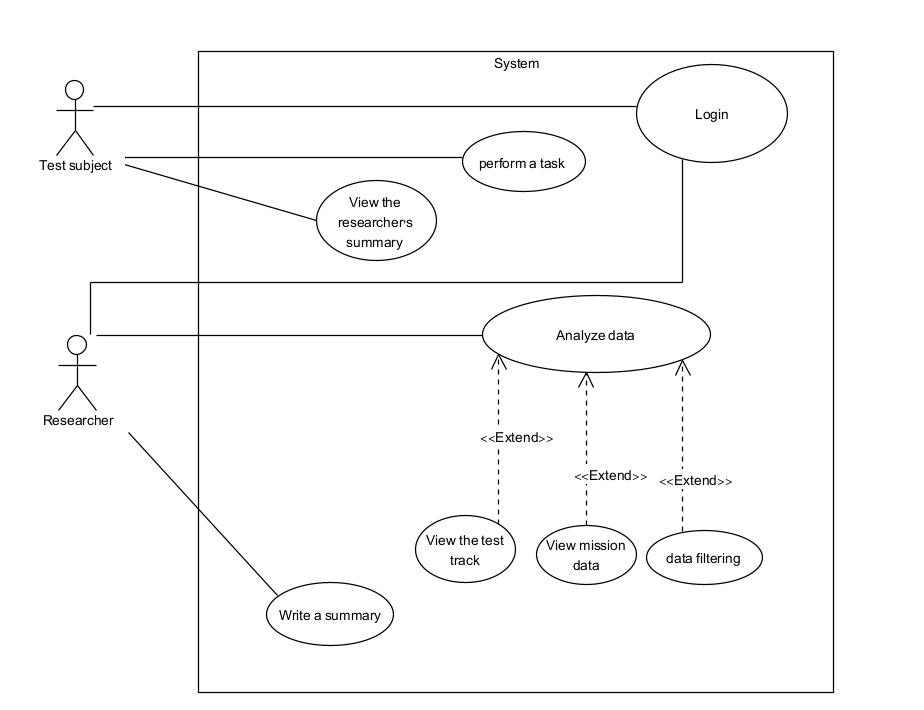 System
Login
Test subject
perform a task
View the
researcher's
summary
Analyze data
Researcher
<<Extend>>
<<Extend>>
<<Extend>>
View the test
track
View mission
data
data filtering
Write a summary